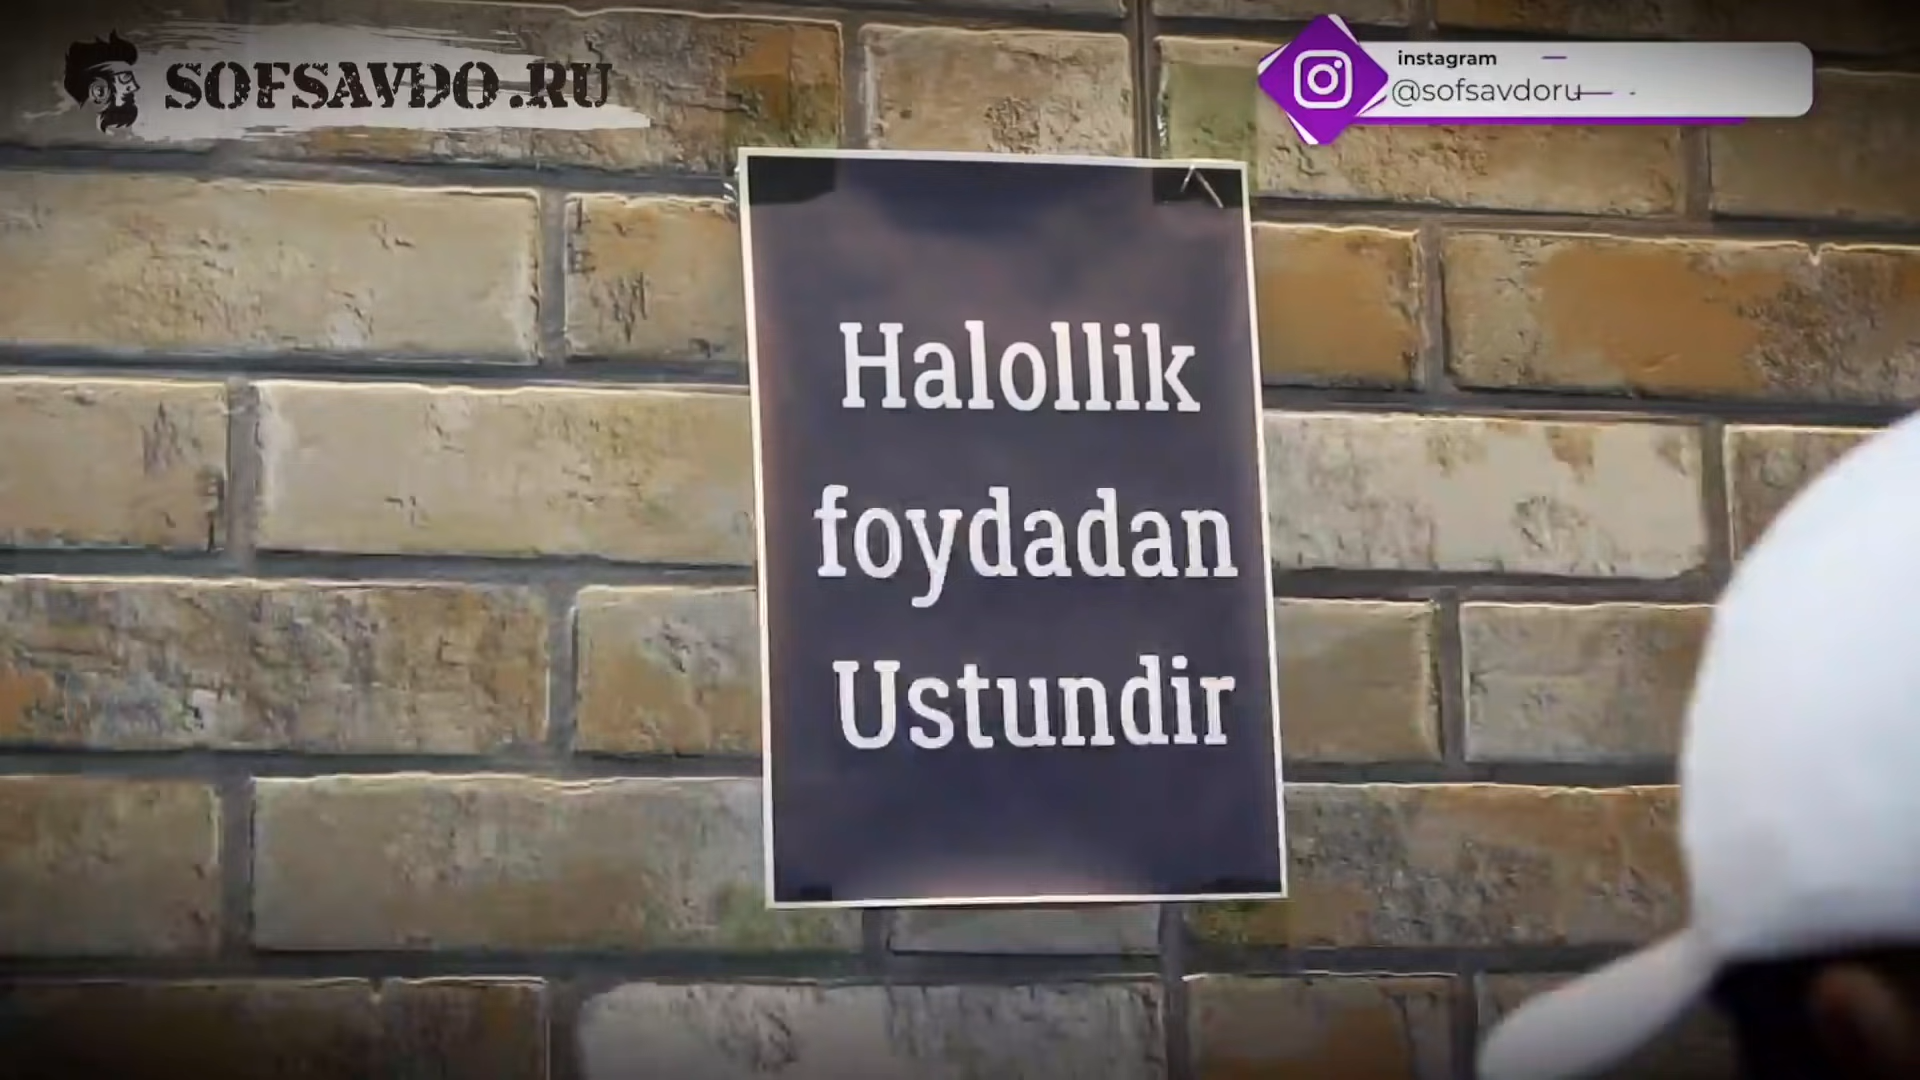 SOFSAVDO.RU
instagram
@sofsavdoru
Halollik
foydadan
Ustundir